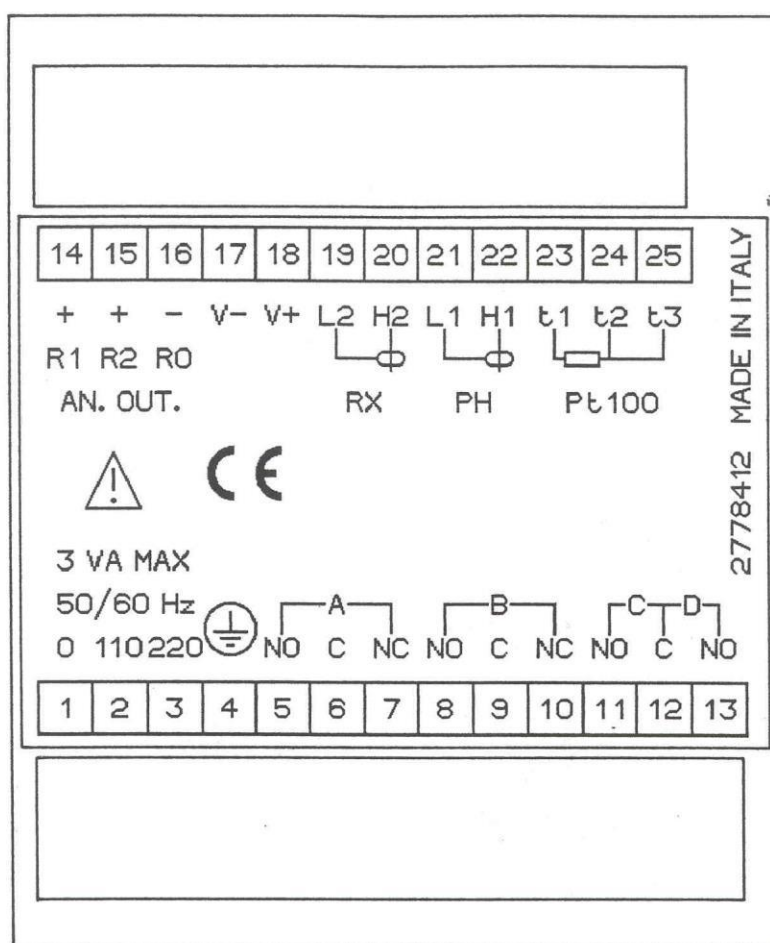 14 15 16 17 18 19 20 21 22 23 24 25
+ + - V- V+ L2 H2 L1 H1 t1 t2 t3
R1 R2 R0
AN. OUT. RX PH Pt100
CE
3 VA MAX
50/60 Hz A B C D
0 110 220 NO C NC NO C NC NO C NO
1 2 3 4 5 6 7 8 9 10 11 12 13
27778412 MADE IN ITALY